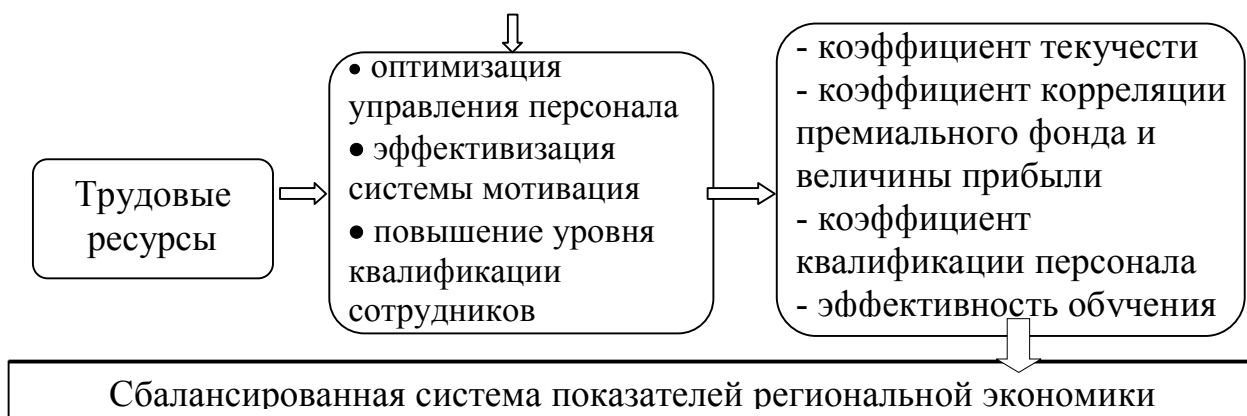 Трудовые
ресурсы
• оптимизация
управления персонала
• эффективизация
системы мотивация
• повышение уровня
квалификации
сотрудников
- коэффициент текучести
- коэффициент корреляции
премиального фонда и
величины прибыли
- коэффициент
квалификации персонала
- эффективность обучения
Сбалансированная система показателей региональной экономики